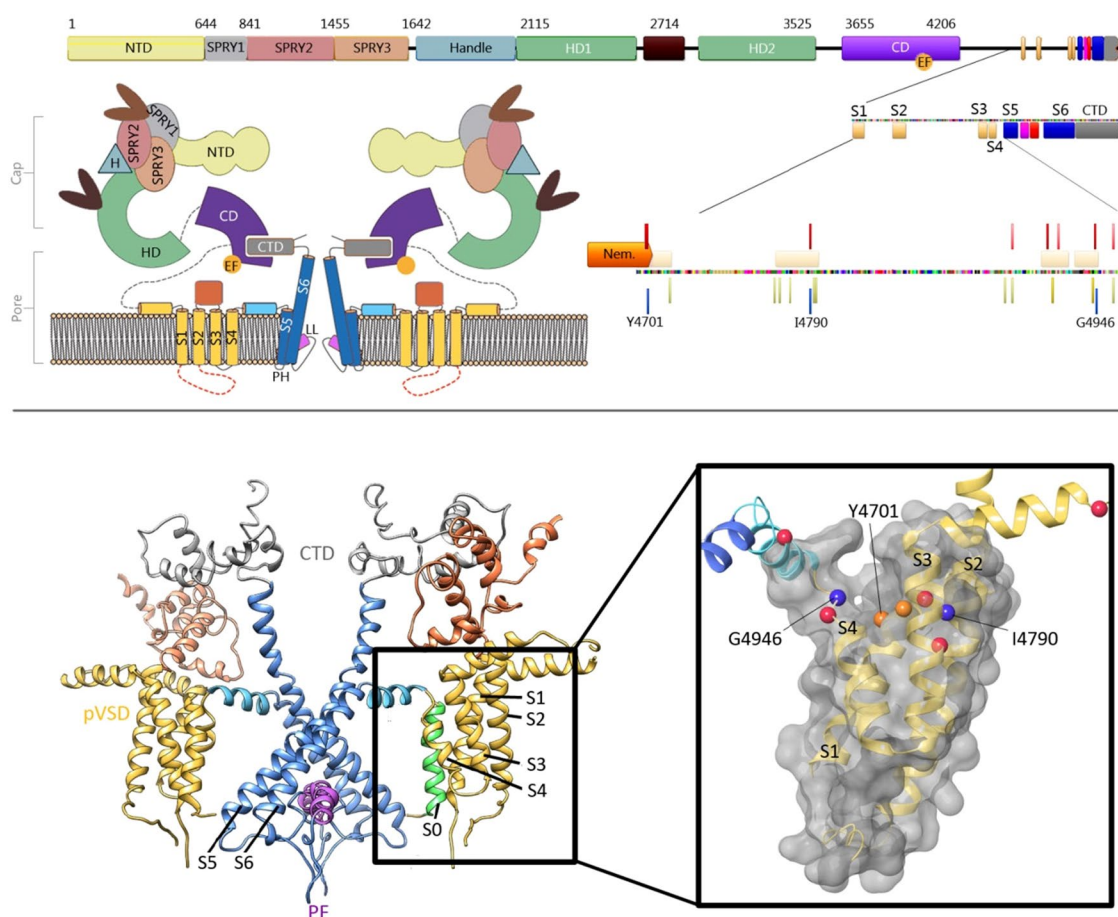 1 644 841 1455 1642 2115 2714 3525 3655 4206
NTD SPRY1 SPRY2 SPRY3 Handle HD1 HD2 CD
EF
S1 S2 S3 S5 S6 CTD
S4
Cap
SPRY1
SPRY2
H
SPRY3
NTD
CD
HD
CTD
EF
Pore
S6
S5
S1 S2 S3 S4
LL
PH
Nem.
Y4701 I4790 G4946
CTD
pVSD
S1
S2
S3
S4
S0
S5 S6
PF
Y4701
S3
S2
G4946
S4
I4790
S1